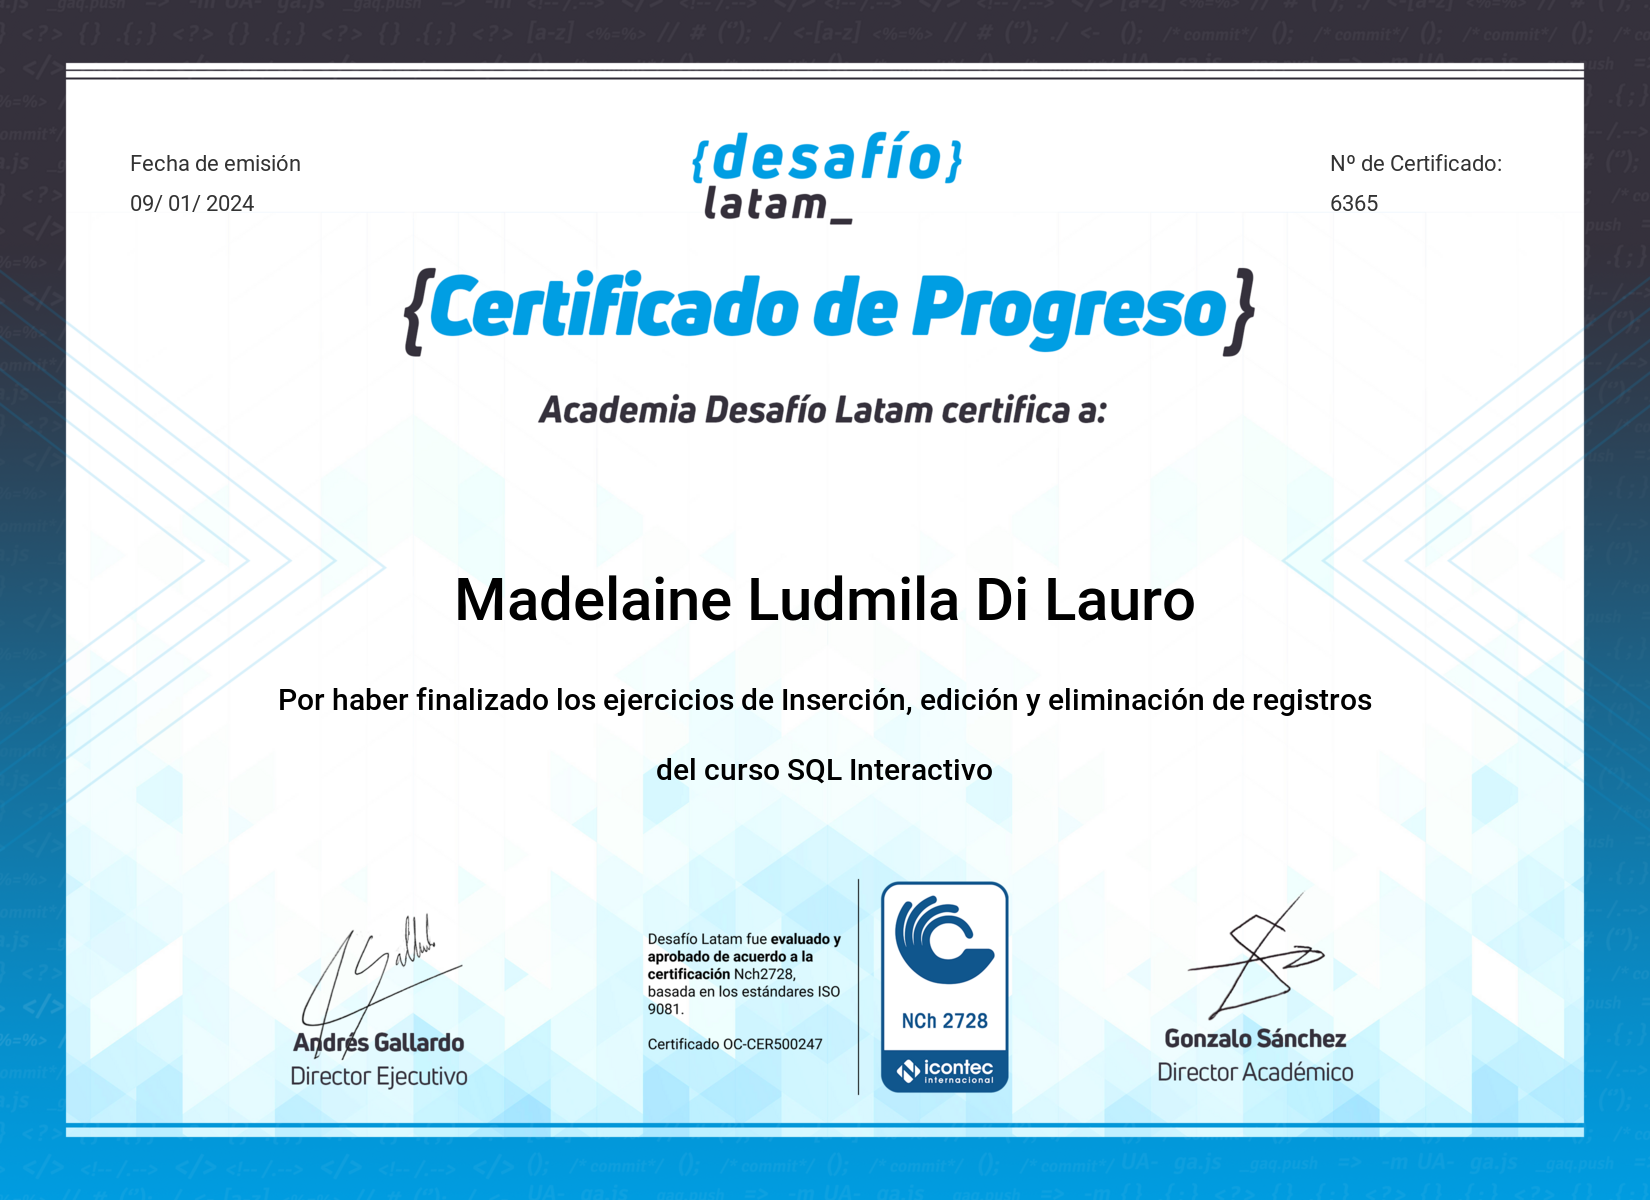 Fecha de emisión
09/ 01/ 2024
{desafío}
latam_
Nº de Certificado:
6365
{Certificado de Progreso}
Academia Desafío Latam certifica a:
Madelaine Ludmila Di Lauro
Por haber finalizado los ejercicios de Inserción, edición y eliminación de registros
del curso SQL Interactivo
Andrés Gallardo
Director Ejecutivo
Desafío Latam fue evaluado y
aprobado de acuerdo a la
certificación Nch2728,
basada en los estándares ISO
9081.
Certificado OC-CER500247
NCh 2728
icontec
internacional
Gonzalo Sánchez
Director Académico